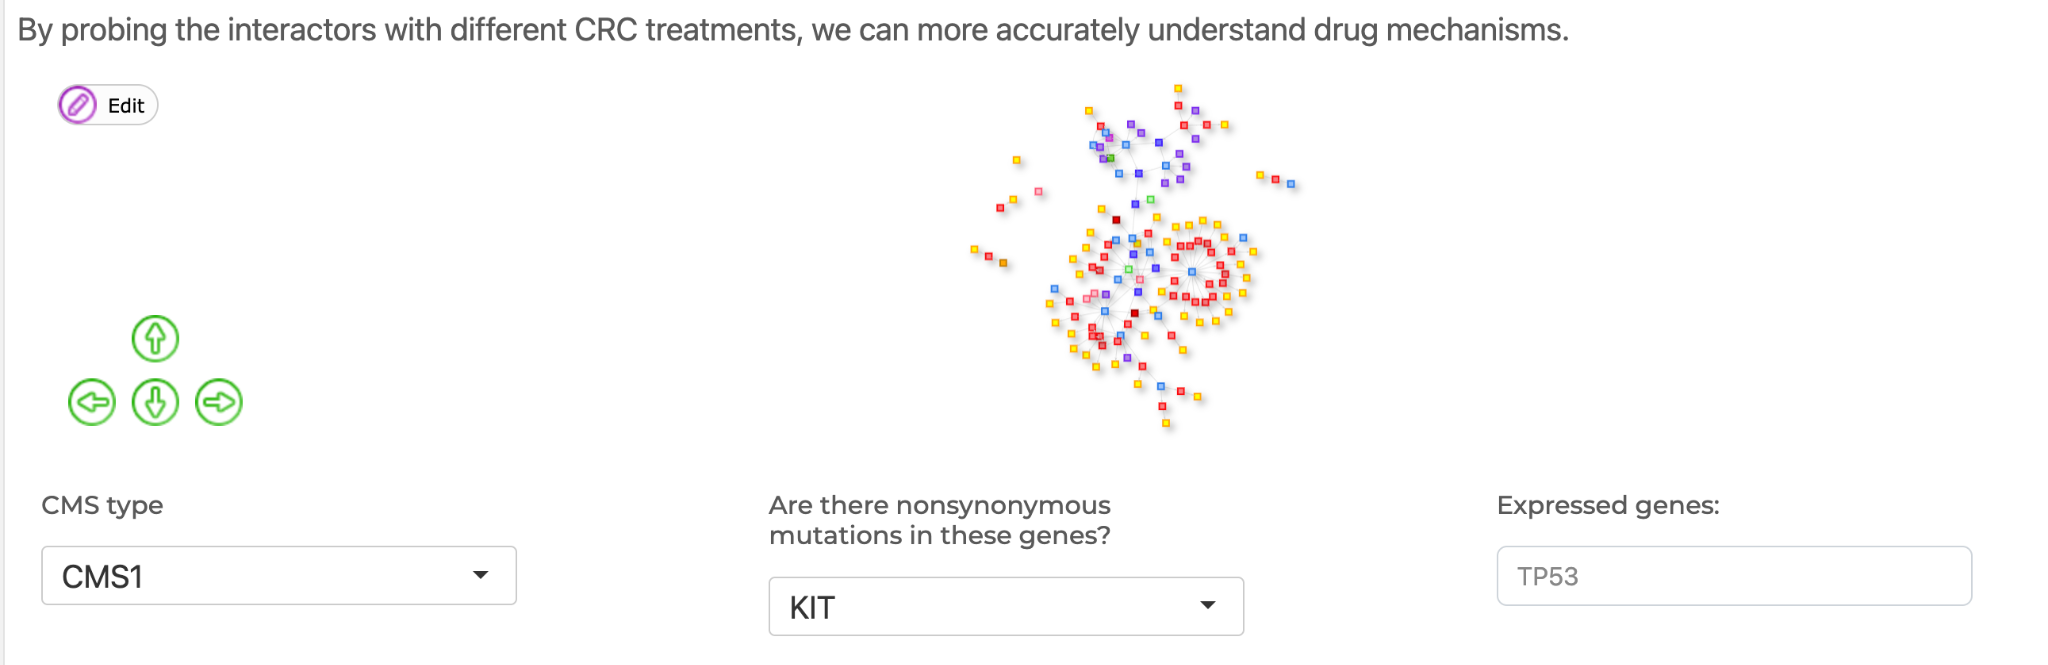 By probing the interactors with different CRC treatments, we can more accurately understand drug mechanisms.
Edit
CMS type
CMS1
Are there nonsynonymous
mutations in these genes?
KIT
Expressed genes:
TP53